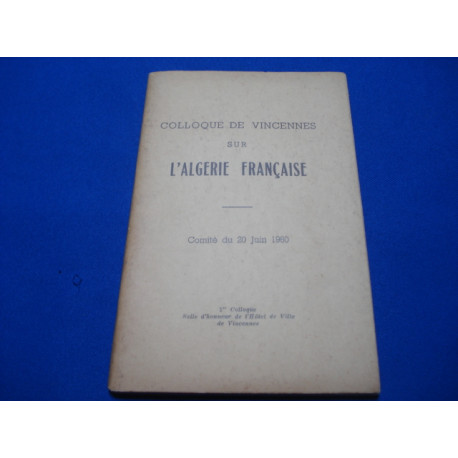 COLLOQUE DE VINCENNES
SUR
L'ALGERIE FRANÇAISE
Comité du 20 Juin 1960
1er Colloque
Salle d'honneur de l'Hôtel de Ville
de Vincennes